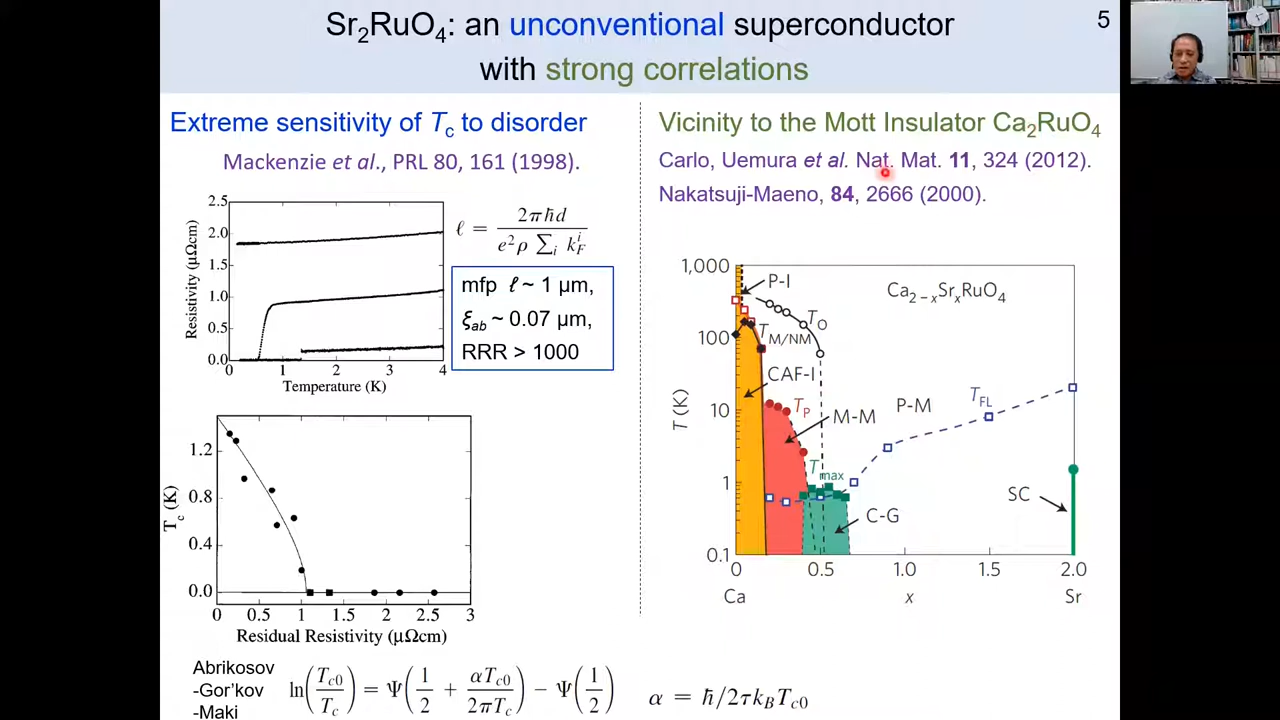 Sr₂RuO₄: an unconventional superconductor
with strong correlations
5
Extreme sensitivity of Tc to disorder
Mackenzie et al., PRL 80, 161 (1998).
2.5
2.0
1.5
1.0
0.5
0.0
Resistivity (μΩcm)
0 1 2 3 4
Temperature (K)
ℓ = 2πħd / e²ρ ∑ᵢ kFⁱ
mfp ℓ ~ 1 μm,
ξab ~ 0.07 μm,
RRR > 1000
1.2
0.8
0.4
0.0
Tc (K)
0 0.5 1 1.5 2 2.5 3
Residual Resistivity (μΩcm)
Abrikosov
-Gor'kov
-Maki
ln(Tc0/Tc) = Ψ(1/2 + αTc0/2πTc) − Ψ(1/2)
α = ħ/2τkBTc0
Vicinity to the Mott Insulator Ca₂RuO₄
Carlo, Uemura et al. Nat. Mat. 11, 324 (2012).
Nakatsuji-Maeno, 84, 2666 (2000).
1,000
100
10
1
0.1
T (K)
P-I
Ca₂₋ₓSrₓRuO₄
TO
TM/NM
CAF-I
TP
M-M
P-M
TFL
Tmax
C-G
SC
0 0.5 1.0 1.5 2.0
Ca x Sr